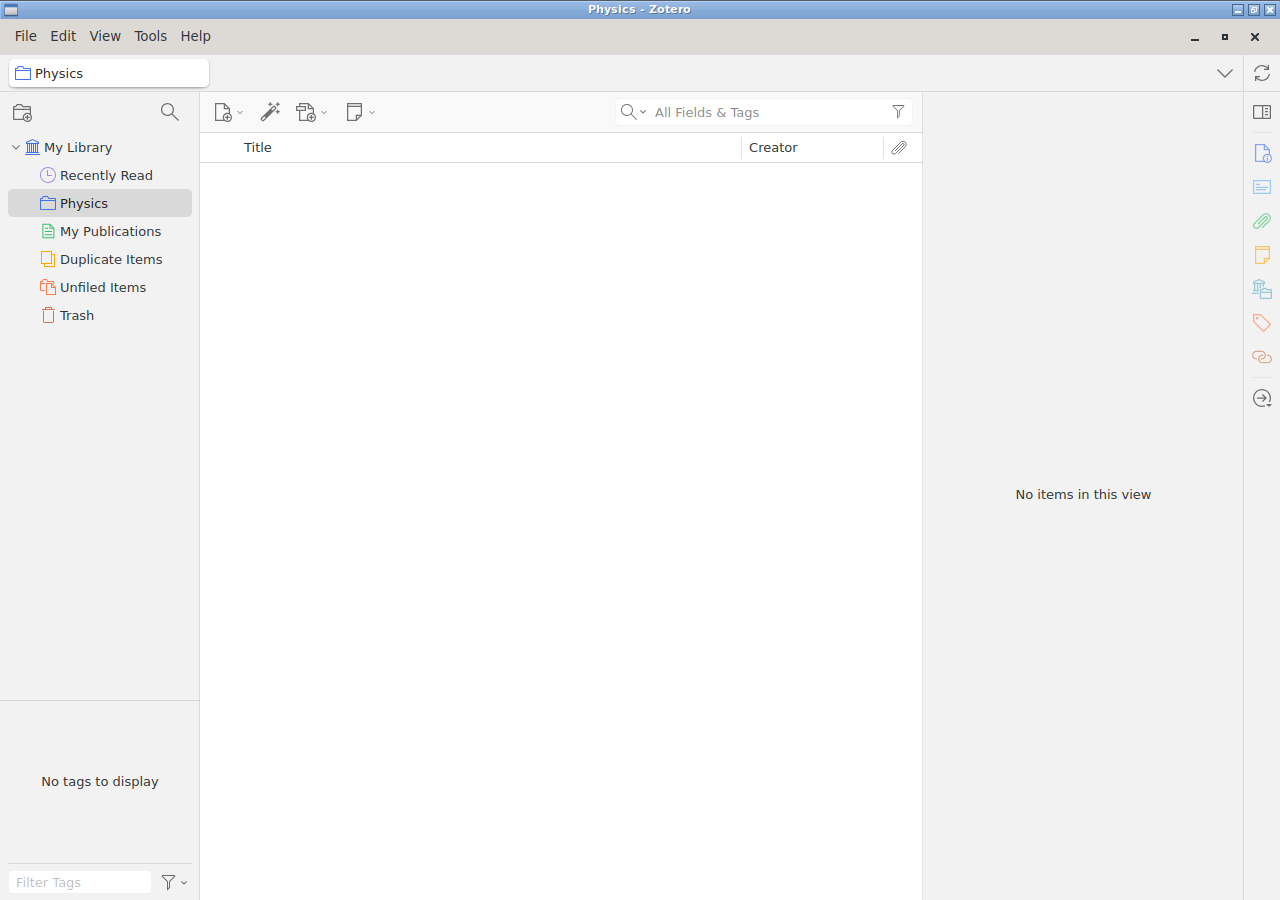 Physics - Zotero
File Edit View Tools Help
Physics
All Fields & Tags
My Library
Recently Read
Physics
My Publications
Duplicate Items
Unfiled Items
Trash
Title Creator
No items in this view
No tags to display
Filter Tags